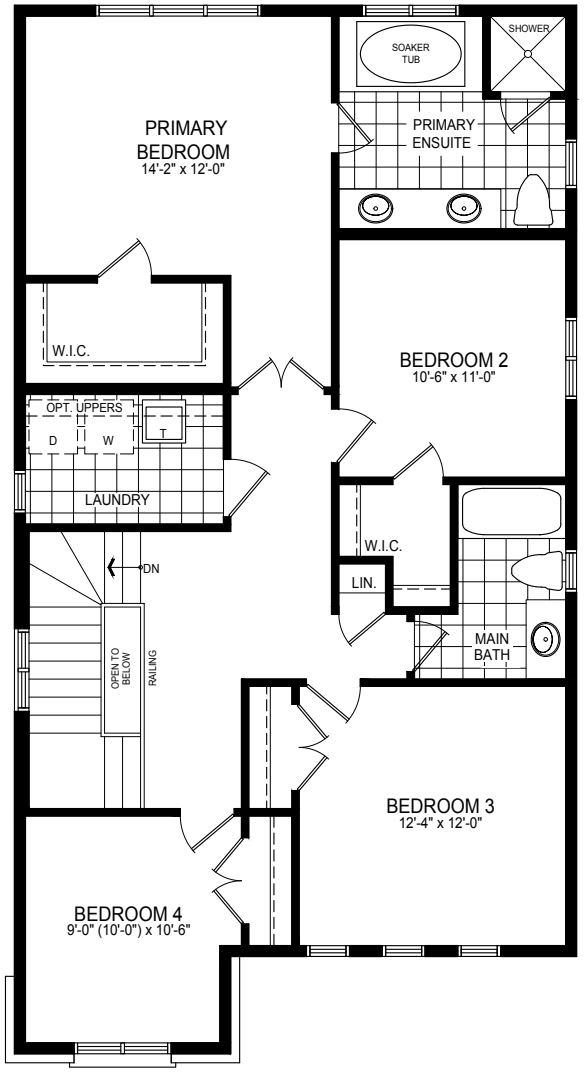 SHOWER
SOAKER
TUB
PRIMARY
BEDROOM
14'-2" x 12'-0"
PRIMARY
ENSUITE
W.I.C.
BEDROOM 2
10'-6" x 11'-0"
OPT. UPPERS
D
W
T
LAUNDRY
W.I.C.
DN
LIN.
OPEN TO
BELOW
RAILING
MAIN
BATH
BEDROOM 3
12'-4" x 12'-0"
BEDROOM 4
9'-0" (10'-0") x 10'-6"